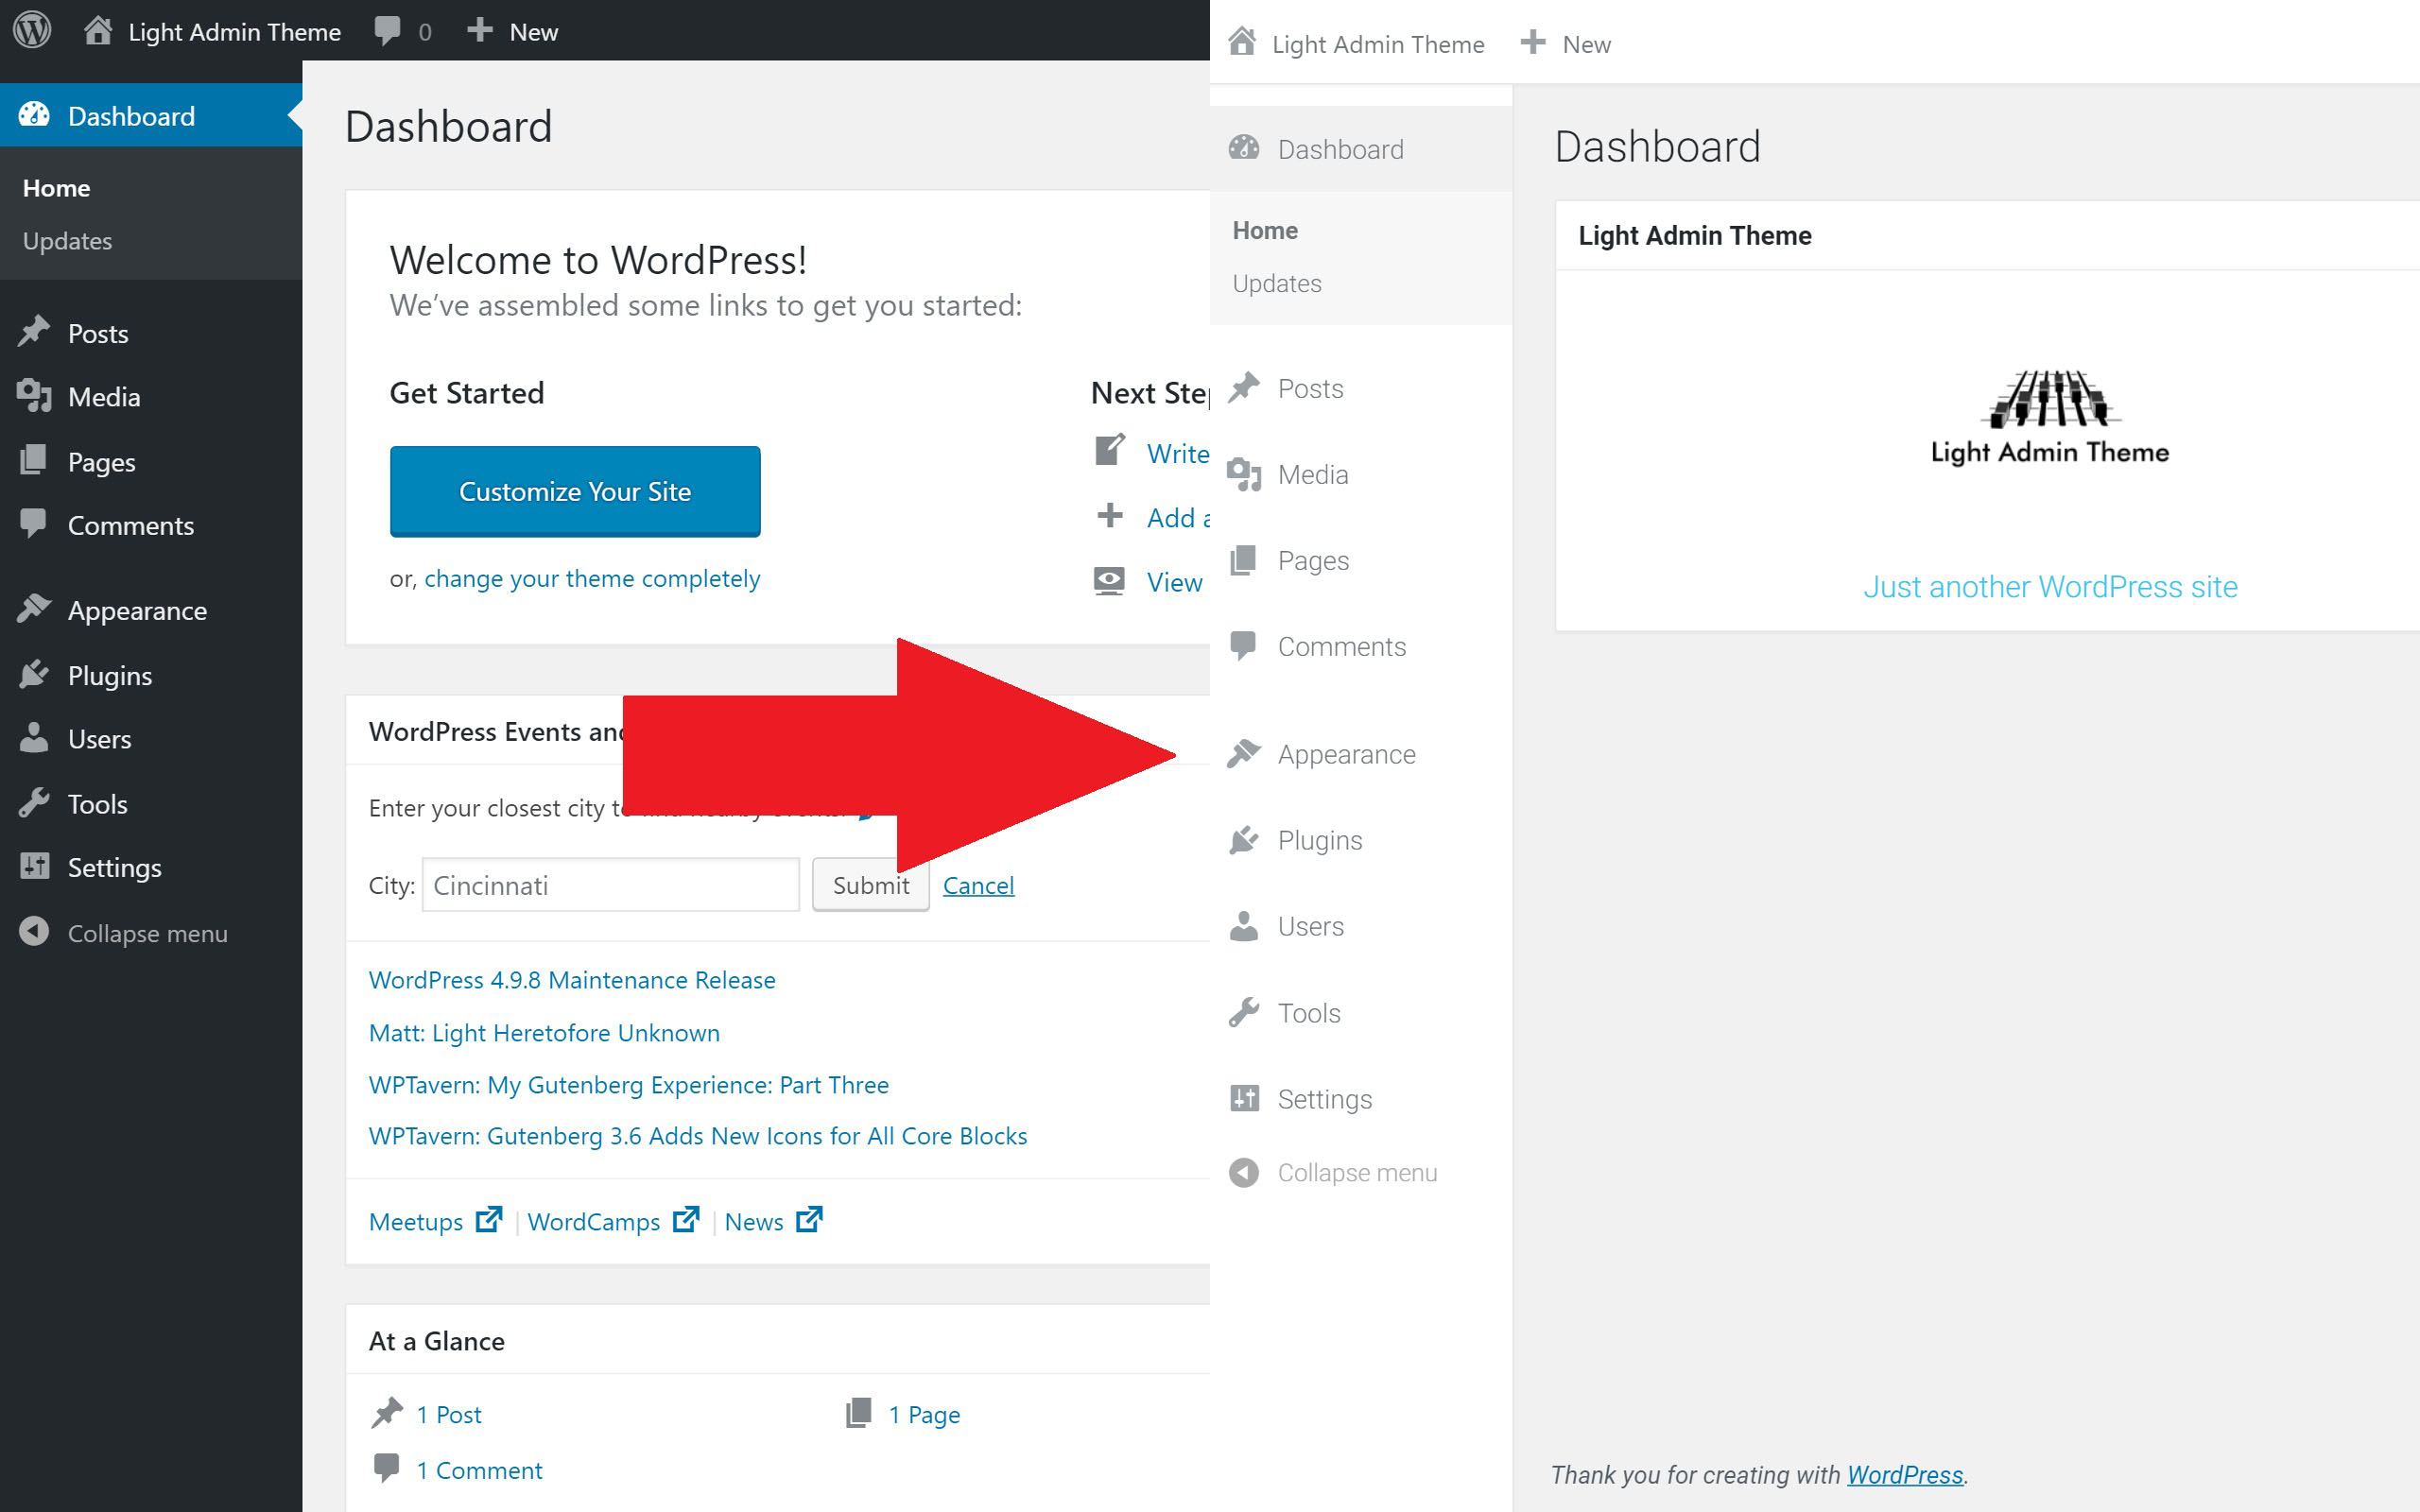 Light Admin Theme 0 New
Dashboard
Home
Updates
Posts
Media
Pages
Comments
Appearance
Plugins
Users
Tools
Settings
Collapse menu
Dashboard
Welcome to WordPress!
We've assembled some links to get you started:
Get Started
Customize Your Site
or, change your theme completely
Next
Write
Add
View
WordPress Events
Enter your closest city
City: Cincinnati Submit Cancel
WordPress 4.9.8 Maintenance Release
Matt: Light Heretofore Unknown
WPTavern: My Gutenberg Experience: Part Three
WPTavern: Gutenberg 3.6 Adds New Icons for All Core Blocks
Meetups | WordCamps | News
At a Glance
1 Post 1 Page
1 Comment
Light Admin Theme New
Dashboard
Home
Updates
Posts
Media
Pages
Comments
Appearance
Plugins
Users
Tools
Settings
Collapse menu
Dashboard
Light Admin Theme
Light Admin Theme
Just another WordPress site
Thank you for creating with WordPress.